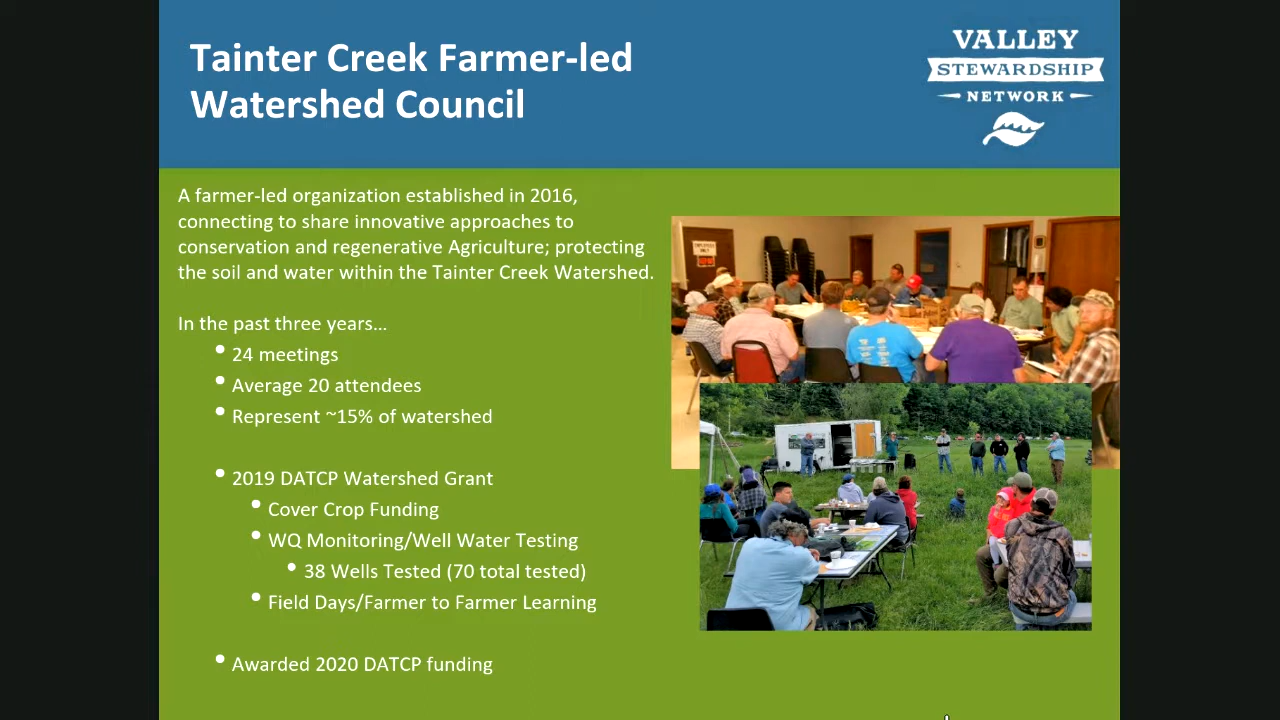 Tainter Creek Farmer-led
Watershed Council
VALLEY
STEWARDSHIP
NETWORK
A farmer-led organization established in 2016,
connecting to share innovative approaches to
conservation and regenerative Agriculture; protecting
the soil and water within the Tainter Creek Watershed.
In the past three years...
• 24 meetings
• Average 20 attendees
• Represent ~15% of watershed
• 2019 DATCP Watershed Grant
• Cover Crop Funding
• WQ Monitoring/Well Water Testing
• 38 Wells Tested (70 total tested)
• Field Days/Farmer to Farmer Learning
• Awarded 2020 DATCP funding